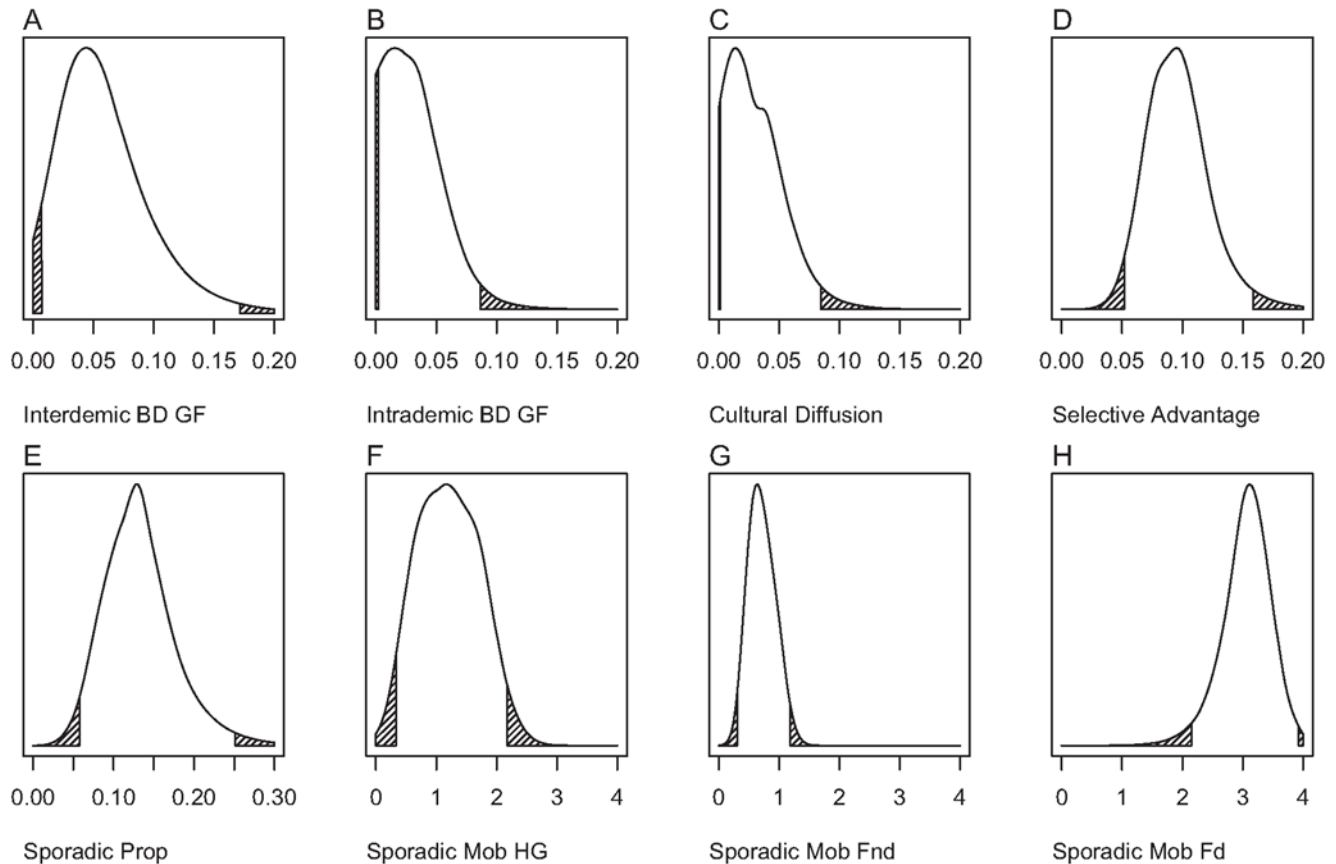 A B C D
0.00 0.05 0.10 0.15 0.20 0.00 0.05 0.10 0.15 0.20 0.00 0.05 0.10 0.15 0.20 0.00 0.05 0.10 0.15 0.20
Interdemic BD GF Intrademic BD GF Cultural Diffusion Selective Advantage
E F G H
0.00 0.10 0.20 0.30 0 1 2 3 4 0 1 2 3 4 0 1 2 3 4
Sporadic Prop Sporadic Mob HG Sporadic Mob Fnd Sporadic Mob Fd